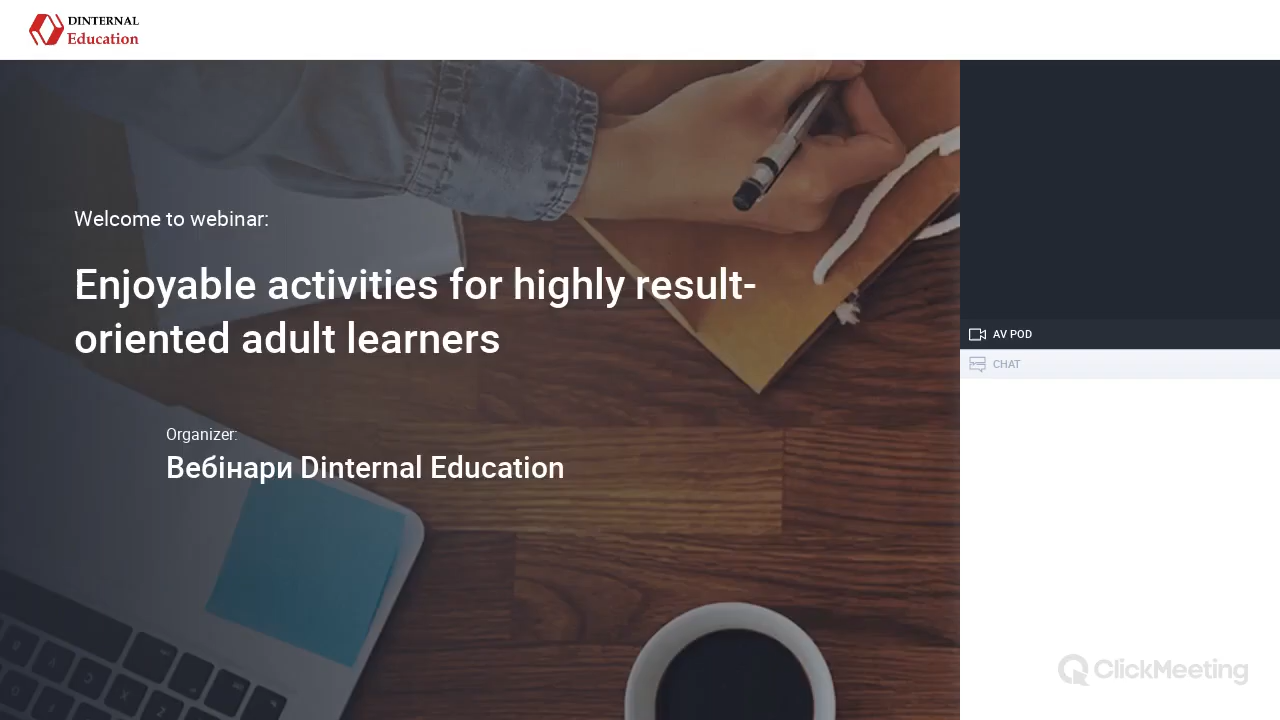 DINTERNAL
Education
Welcome to webinar:
Enjoyable activities for highly result-
oriented adult learners
Organizer:
Вебінари Dinternal Education
AV POD
CHAT
ClickMeeting